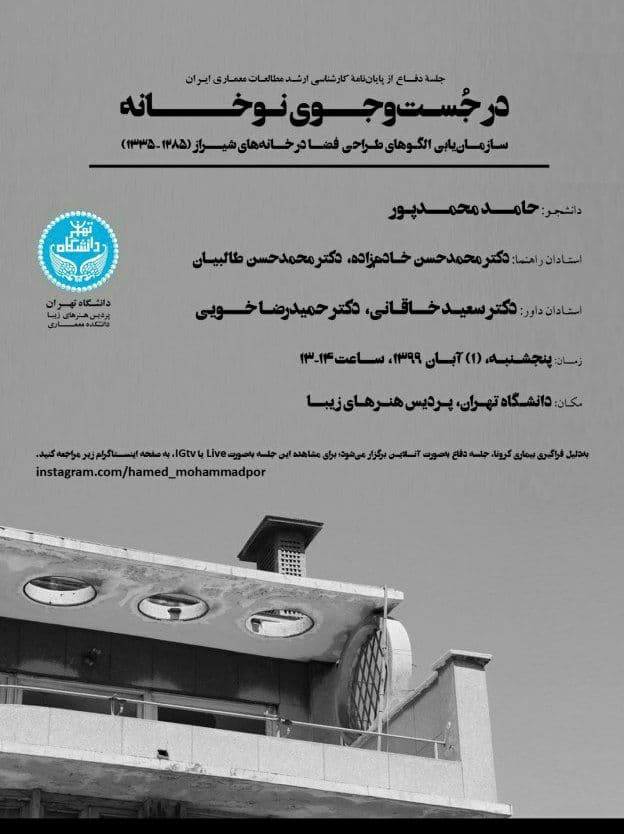 جلسهٔ دفاع از پایان‌نامهٔ کارشناسی ارشد مطالعات معماری ایران
در جُست‌وجوی نوخانه
سازمان‌یابی الگوهای طراحی فضا در خانه‌های شیراز (۱۲۸۵-۱۳۳۵)
دانشجو: حامد محمدپور
استادان راهنما: دکتر محمدحسن خادم‌زاده، دکتر محمدحسن طالبیان
استادان داور: دکتر سعید خاقانی، دکتر حمیدرضا خویی
زمان: پنجشنبه، (۱) آبان ۱۳۹۹، ساعت ۱۴-۱۳
مکان: دانشگاه تهران، پردیس هنرهای زیبا
دانشگاه تهران
دانشگاه تهران
پردیس هنرهای زیبا
دانشکده معماری
به‌دلیل فراگیری بیماری کرونا، جلسه دفاع به‌صورت آنلاین برگزار می‌شود؛ برای مشاهده این جلسه به‌صورت Live یا IGtv، به صفحه اینستاگرام زیر مراجعه کنید.
instagram.com/hamed_mohammadpor